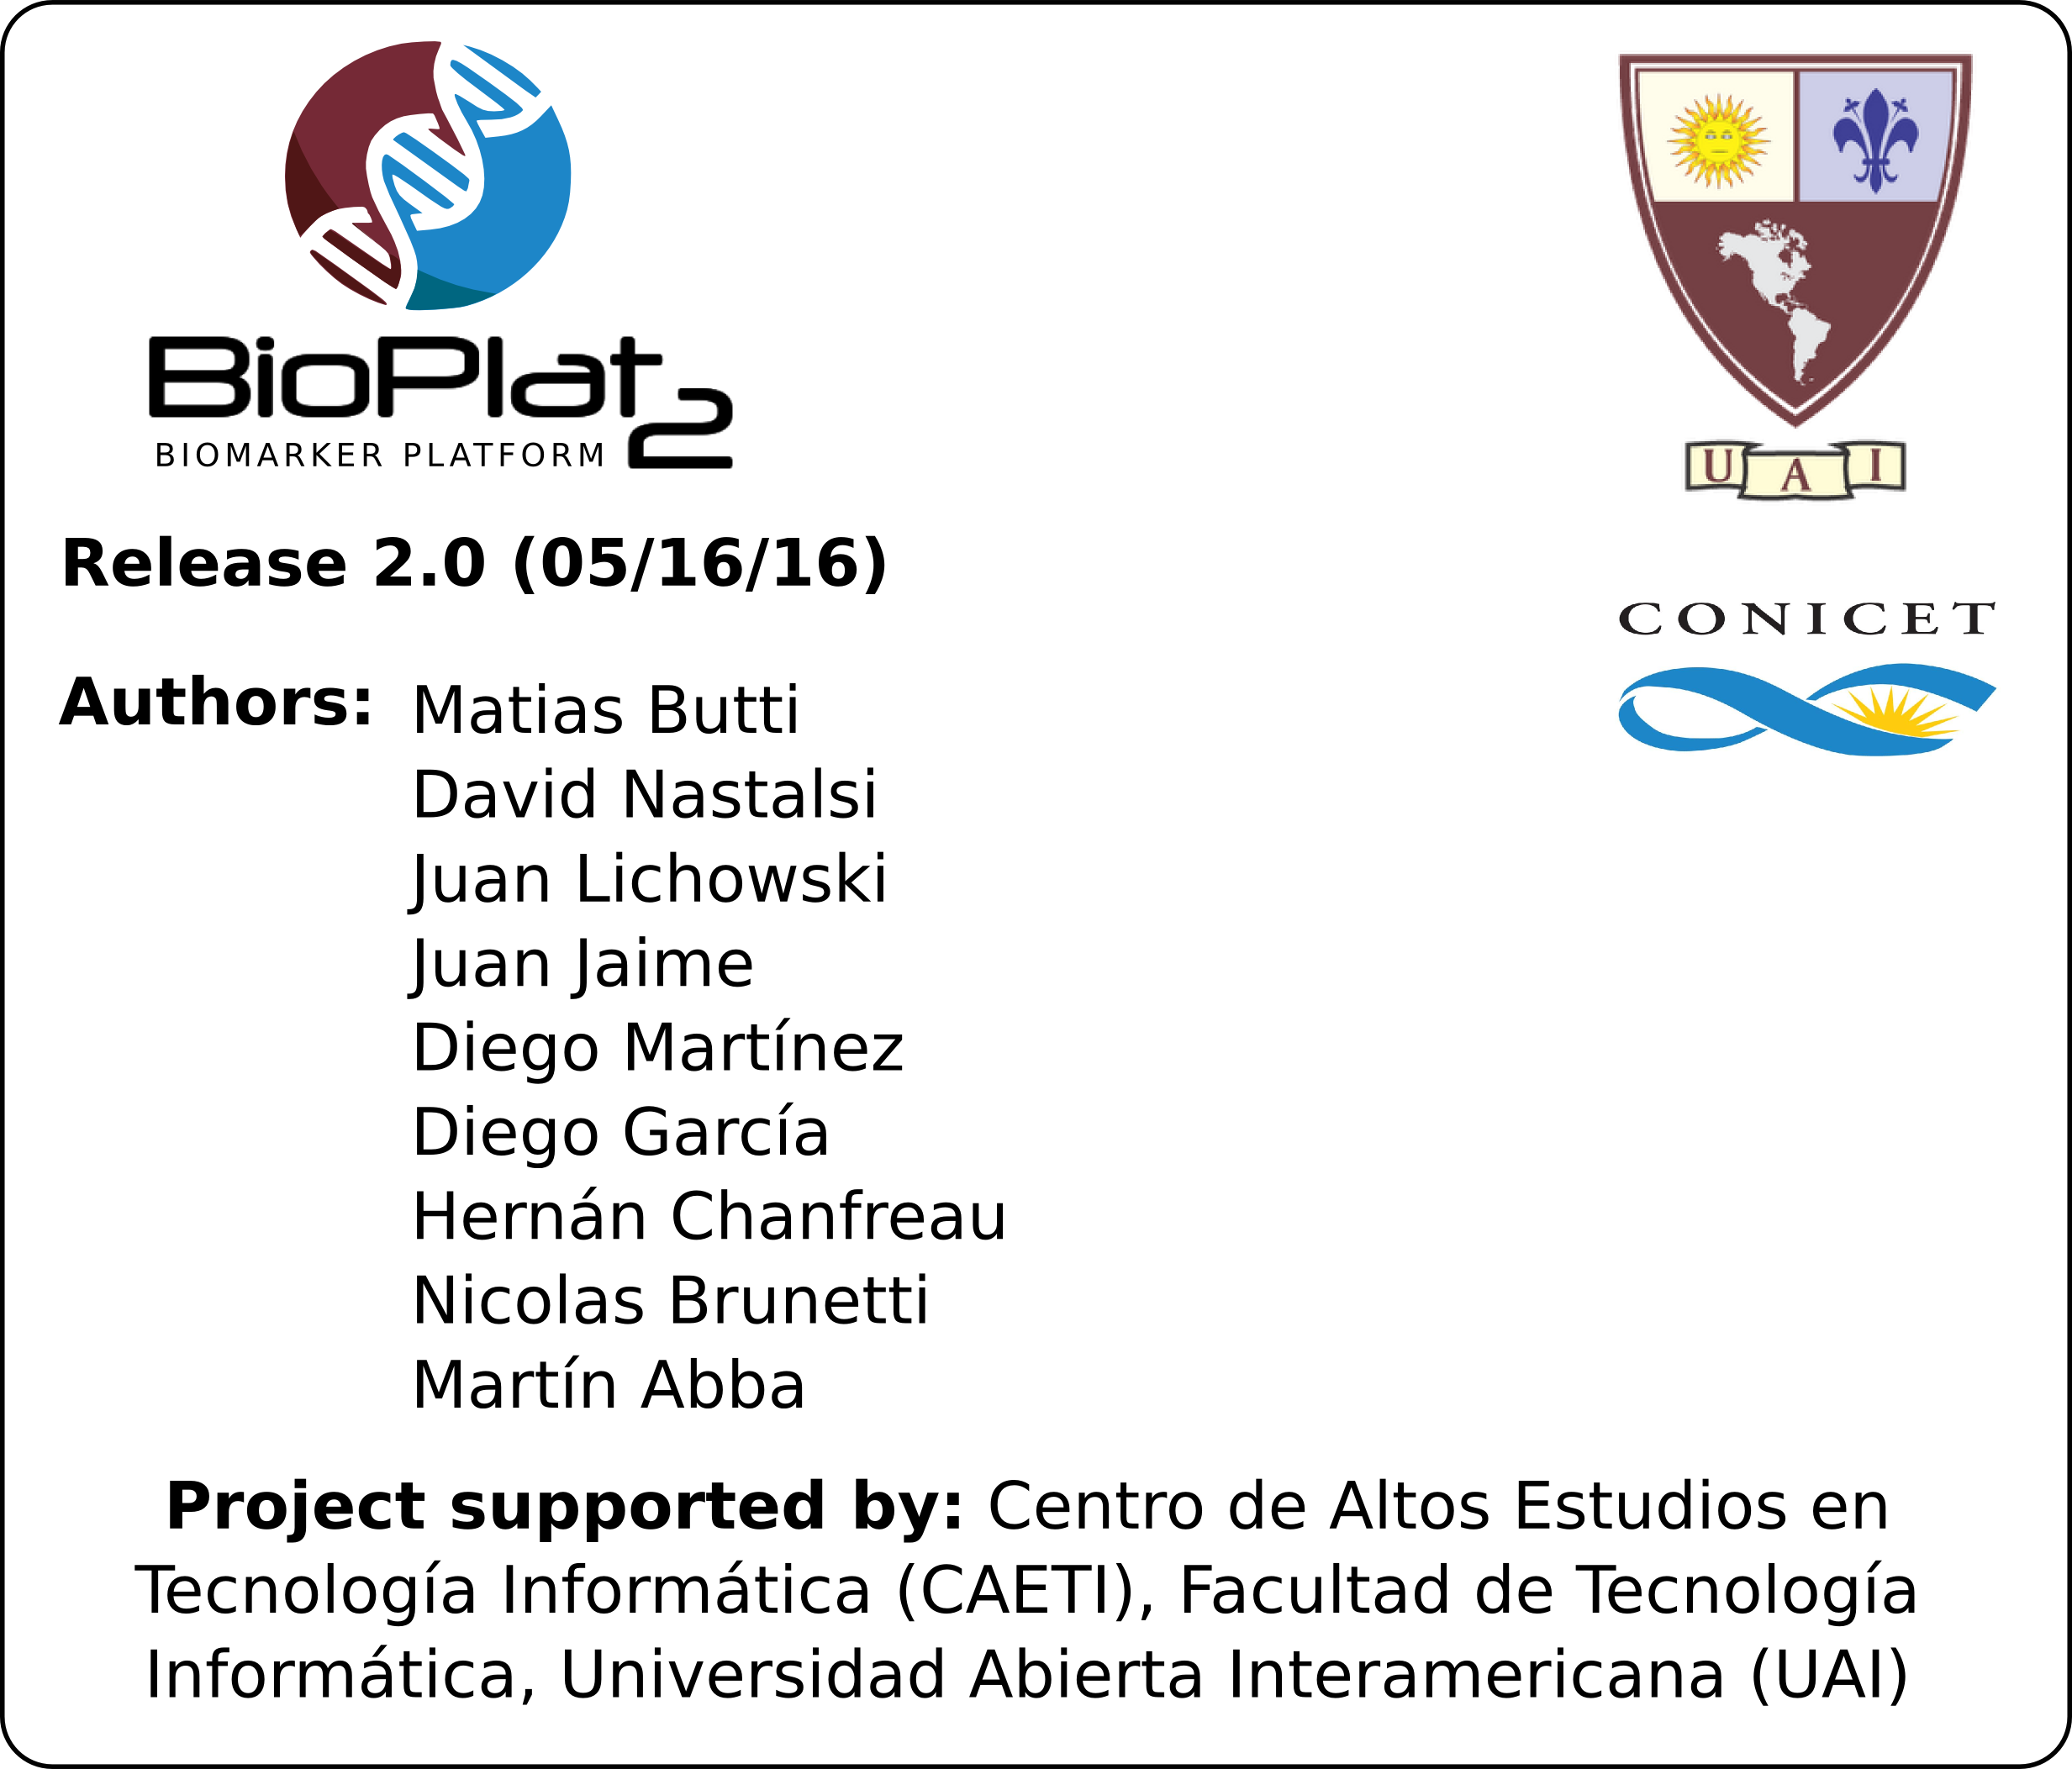 BioPlat 2
BIOMARKER PLATFORM
U A I
Release 2.0 (05/16/16)
CONICET
Authors: Matias Butti
David Nastalsi
Juan Lichowski
Juan Jaime
Diego Martínez
Diego García
Hernán Chanfreau
Nicolas Brunetti
Martín Abba
Project supported by: Centro de Altos Estudios en
Tecnología Informática (CAETI), Facultad de Tecnología
Informática, Universidad Abierta Interamericana (UAI)